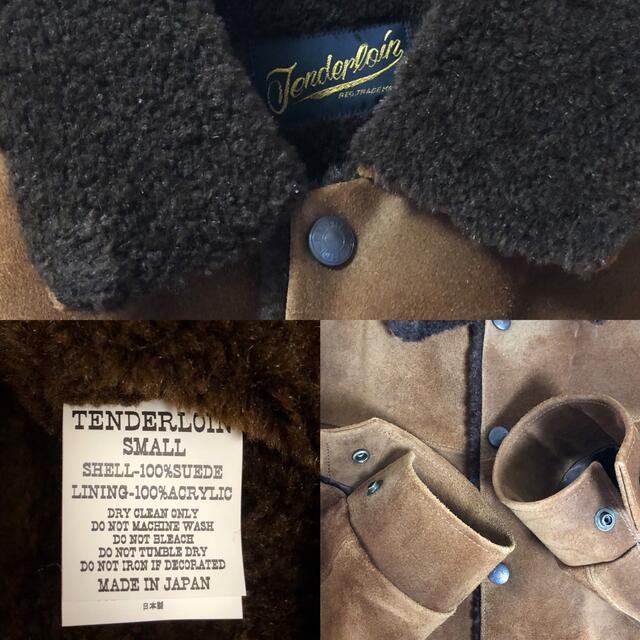 Tenderloin
REG.TRADEMA
TENDERLOIN
SMALL
SHELL-100%SUEDE
LINING-100%ACRYLIC
DRY CLEAN ONLY
DO NOT MACHINE WASH
DO NOT BLEACH
DO NOT TUMBLE DRY
DO NOT IRON IF DECORATED
MADE IN JAPAN
日本製